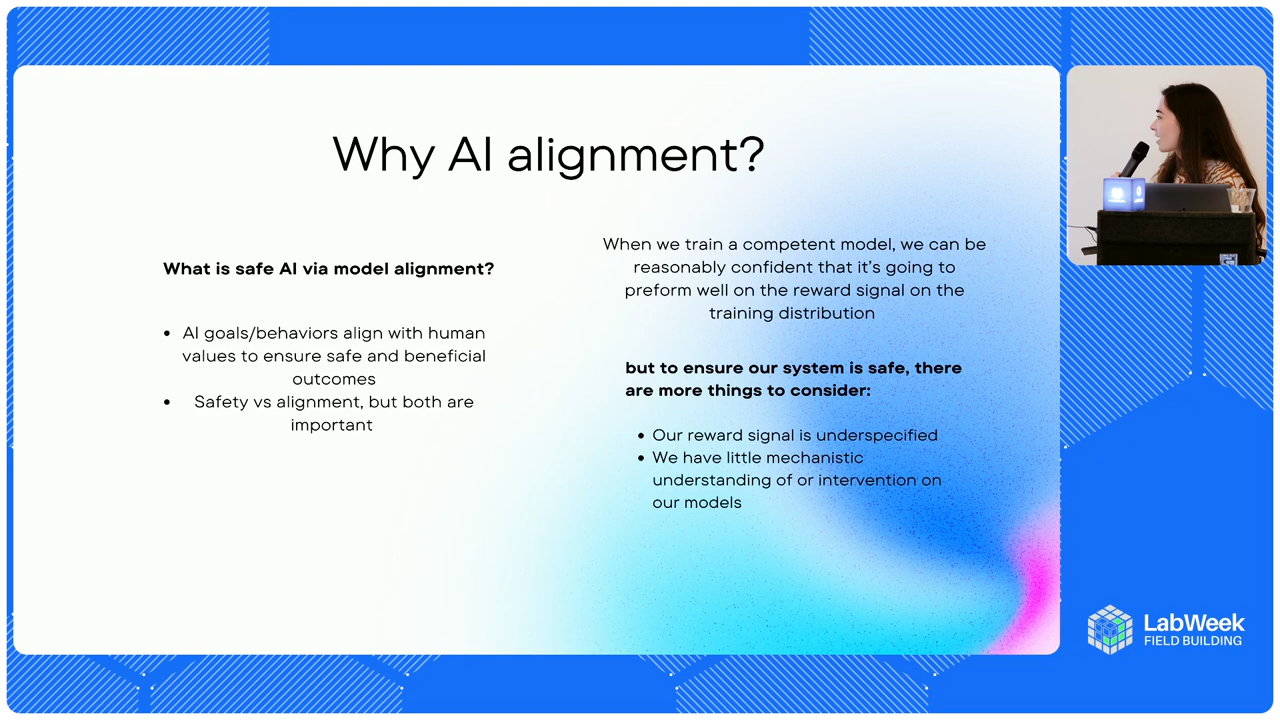 Why AI alignment?
What is safe AI via model alignment?
• AI goals/behaviors align with human
values to ensure safe and beneficial
outcomes
• Safety vs alignment, but both are
important
When we train a competent model, we can be
reasonably confident that it's going to
preform well on the reward signal on the
training distribution
but to ensure our system is safe, there
are more things to consider:
• Our reward signal is underspecified
• We have little mechanistic
understanding of or intervention on
our models
LabWeek
FIELD BUILDING